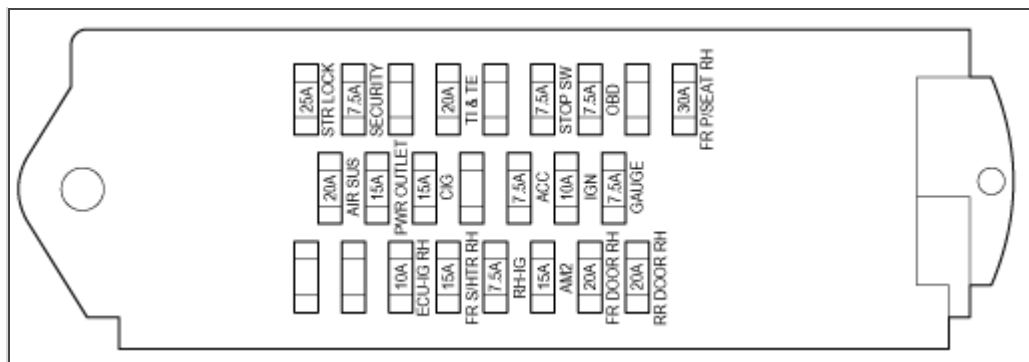 25A STR LOCK
7.5A SECURITY
20A TI & TE
7.5A STOP SW
7.5A OBD
30A FR P/SEAT RH
20A AIR SUS
15A PWR OUTLET
15A CIG
7.5A ACC
10A IGN
7.5A GAUGE
10A ECU-IG RH
15A FR S/HTR RH
7.5A RH-IG
15A AM2
20A FR DOOR RH
20A RR DOOR RH